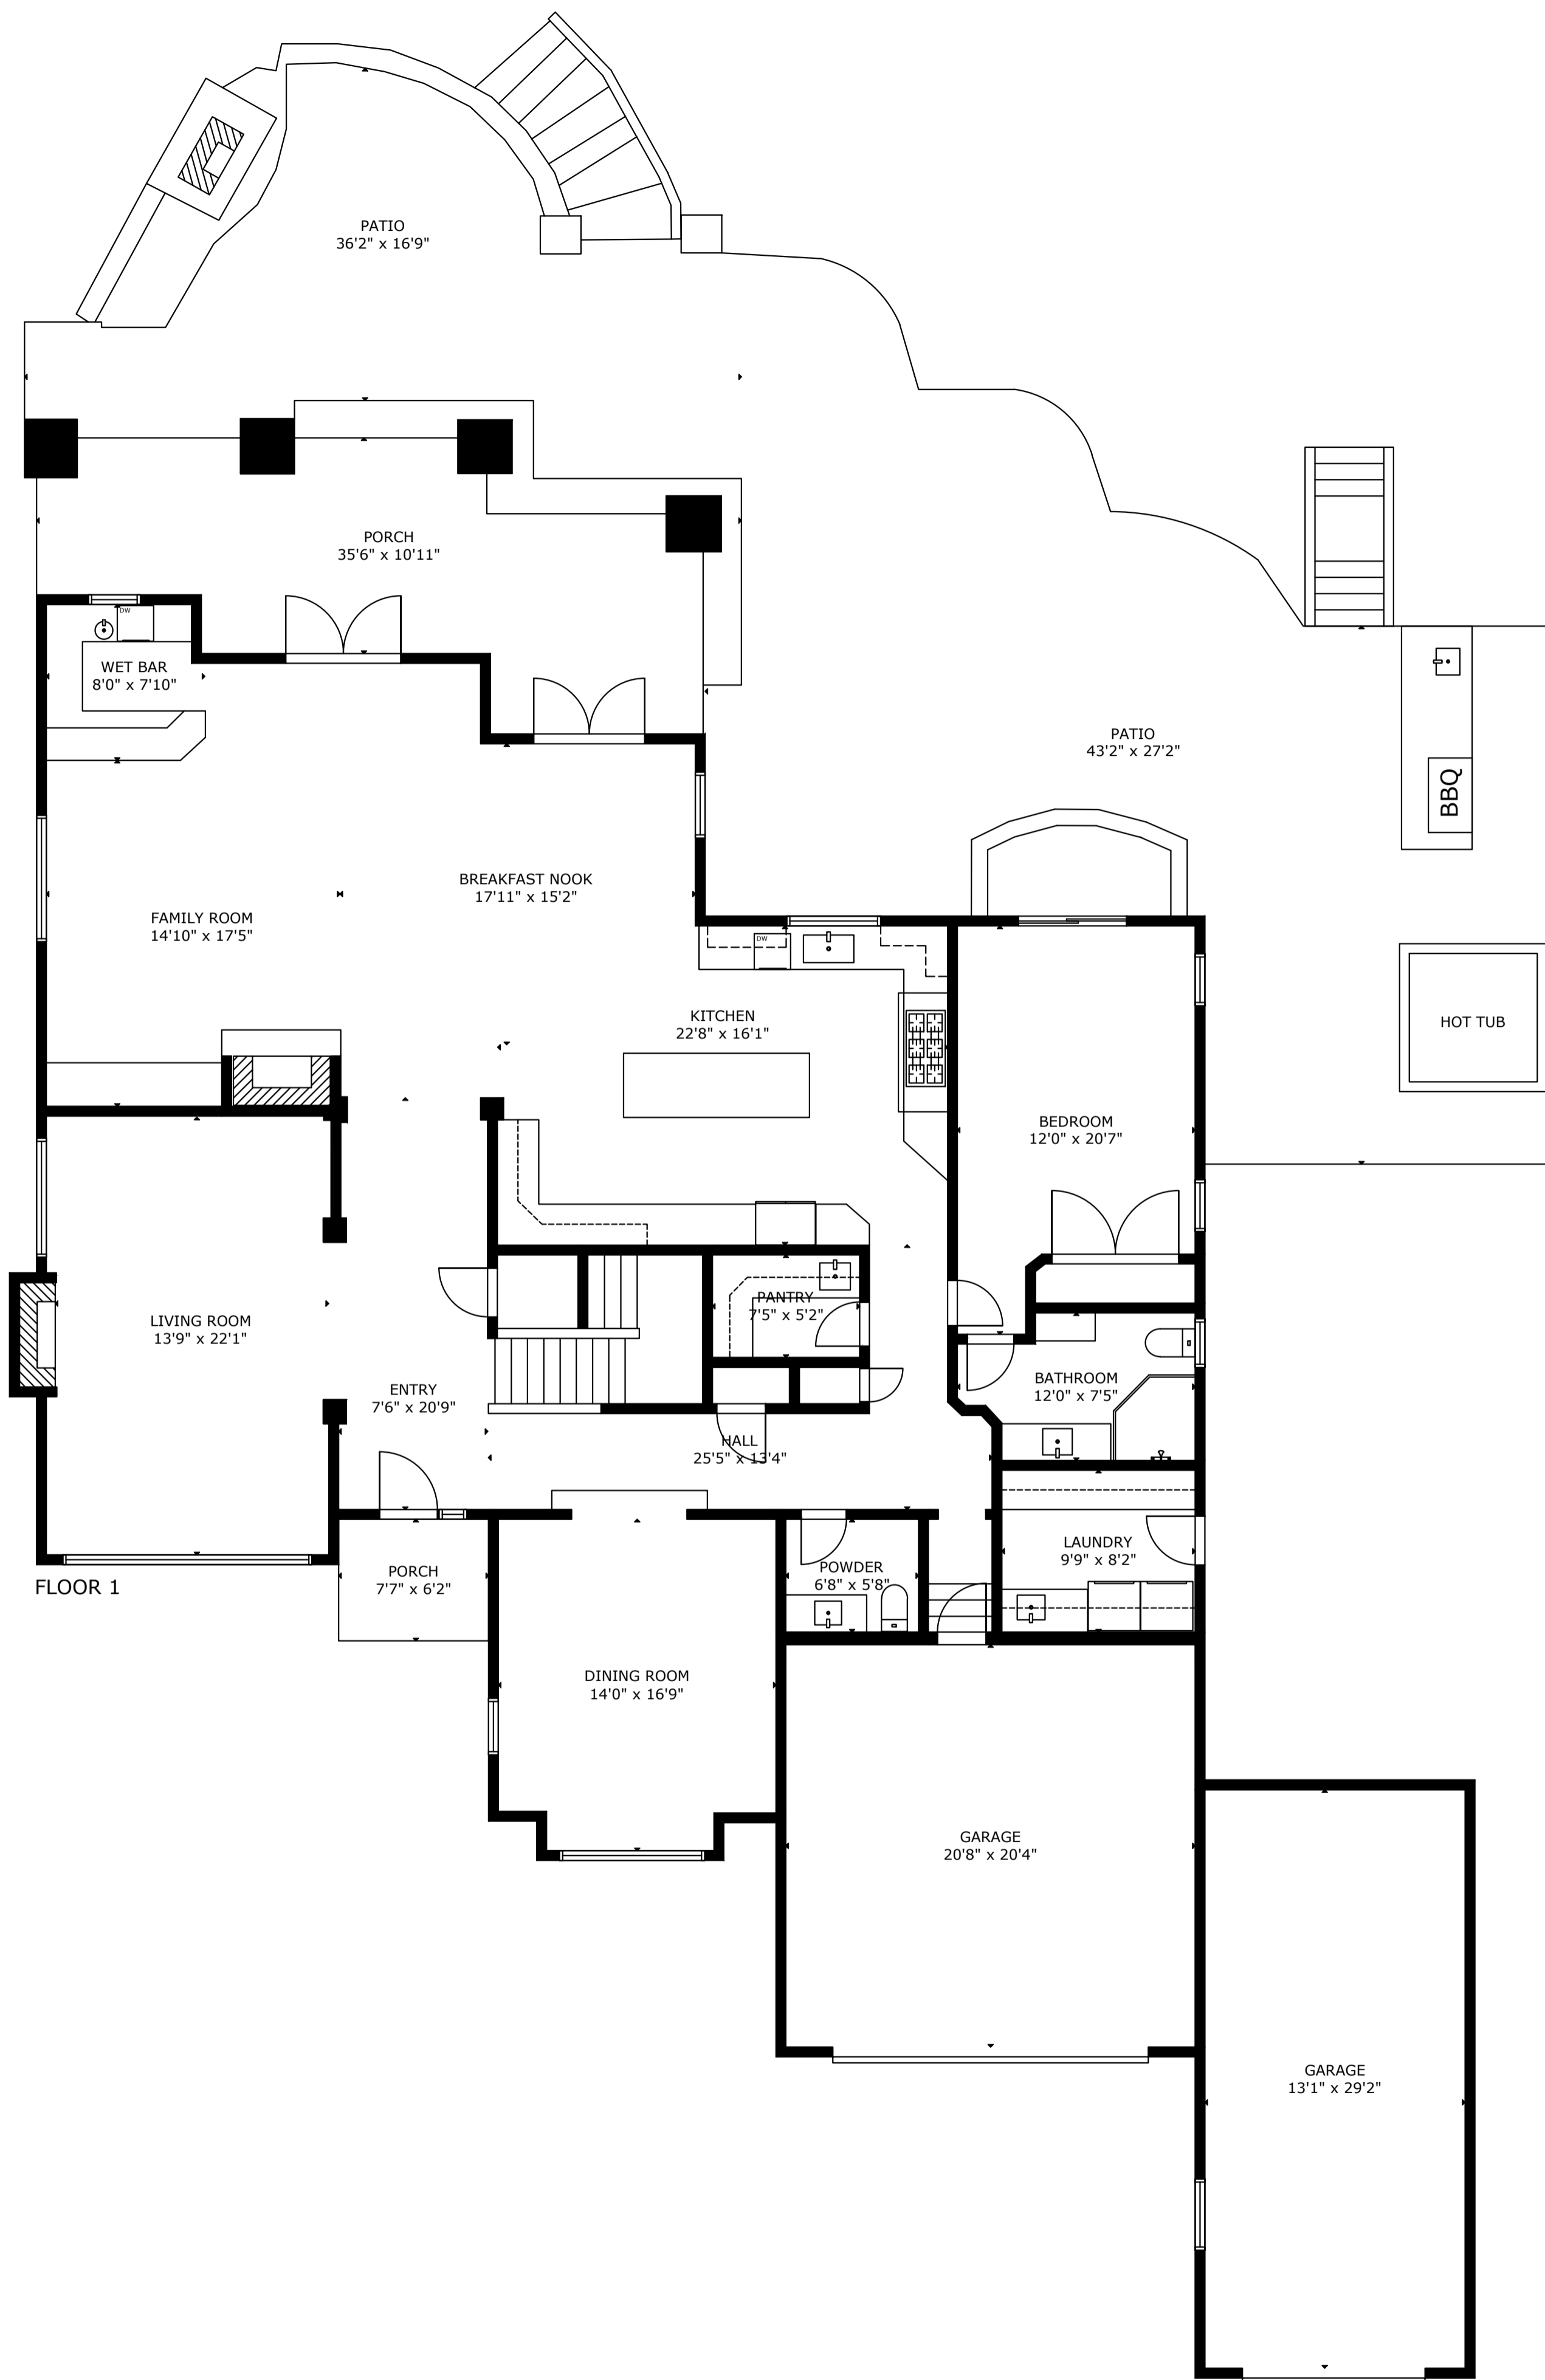 PATIO
36'2" x 16'9"
PORCH
35'6" x 10'11"
DW
WET BAR
8'0" x 7'10"
PATIO
43'2" x 27'2"
BBQ
BREAKFAST NOOK
17'11" x 15'2"
FAMILY ROOM
14'10" x 17'5"
DW
KITCHEN
22'8" x 16'1"
HOT TUB
BEDROOM
12'0" x 20'7"
PANTRY
7'5" x 5'2"
LIVING ROOM
13'9" x 22'1"
BATHROOM
12'0" x 7'5"
ENTRY
7'6" x 20'9"
HALL
25'5" x 13'4"
LAUNDRY
9'9" x 8'2"
PORCH
7'7" x 6'2"
POWDER
6'8" x 5'8"
FLOOR 1
DINING ROOM
14'0" x 16'9"
GARAGE
20'8" x 20'4"
GARAGE
13'1" x 29'2"